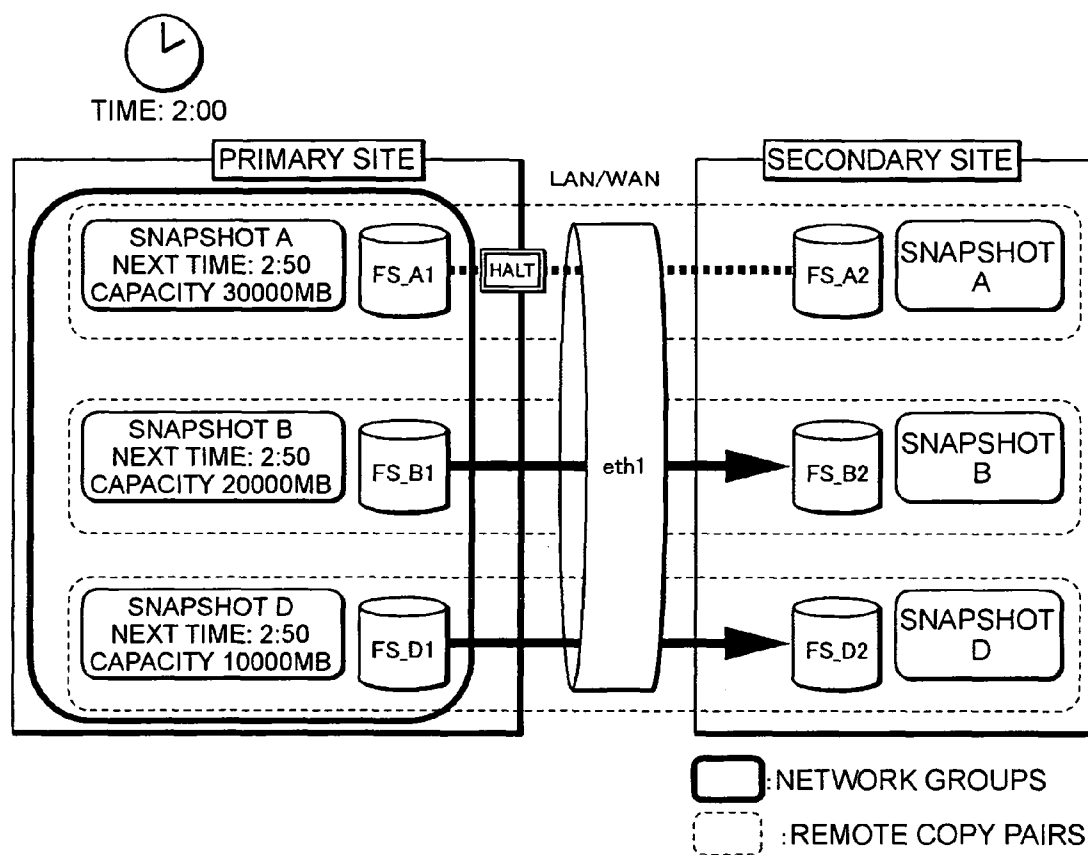 TIME: 2:00
PRIMARY SITE
LAN/WAN
SECONDARY SITE
SNAPSHOT A
NEXT TIME: 2:50
CAPACITY 30000MB
FS_A1
HALT
FS_A2
SNAPSHOT
A
SNAPSHOT B
NEXT TIME: 2:50
CAPACITY 20000MB
FS_B1
eth1
FS_B2
SNAPSHOT
B
SNAPSHOT D
NEXT TIME: 2:50
CAPACITY 10000MB
FS_D1
FS_D2
SNAPSHOT
D
:NETWORK GROUPS
:REMOTE COPY PAIRS